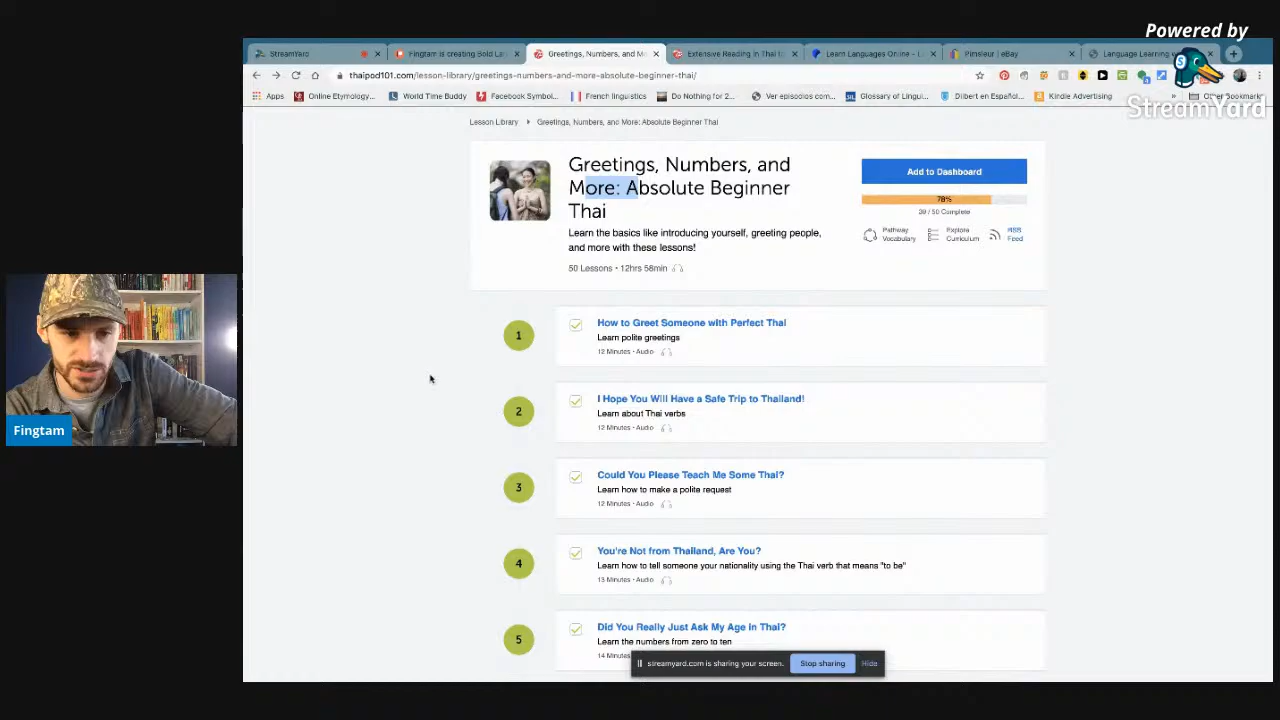 Powered by
StreamYard
StreamYard
Fingtam is creating Bold La
Greetings, Numbers, and M
Extensive Reading in Thai t
Learn Languages Online - L
Pimsleur | eBay
Language Learning w
thaipod101.com/lesson-library/greetings-numbers-and-more-absolute-beginner-thai/
Apps
Online Etymology...
World Time Buddy
Facebook Symbol...
French linguistics
Do Nothing for 2...
Ver episodios com...
Glossary of Lingui...
Dilbert en Español...
Kindle Advertising
»
Other Bookmark
Lesson Library
Greetings, Numbers, and More: Absolute Beginner Thai
Greetings, Numbers, and
More: Absolute Beginner
Thai
Learn the basics like introducing yourself, greeting people,
and more with these lessons!
50 Lessons • 12hrs 58min
Add to Dashboard
78%
39 / 50 Complete
Pathway
Vocabulary
Explore
Curriculum
RSS
Feed
1
How to Greet Someone with Perfect Thai
Learn polite greetings
12 Minutes • Audio
2
I Hope You Will Have a Safe Trip to Thailand!
Learn about Thai verbs
12 Minutes • Audio
3
Could You Please Teach Me Some Thai?
Learn how to make a polite request
12 Minutes • Audio
4
You're Not from Thailand, Are You?
Learn how to tell someone your nationality using the Thai verb that means "to be"
13 Minutes • Audio
5
Did You Really Just Ask My Age in Thai?
Learn the numbers from zero to ten
14 Minutes
streamyard.com is sharing your screen.
Stop sharing
Hide
Fingtam